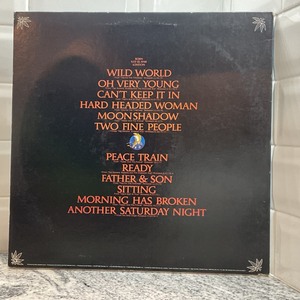 WILD WORLD
OH VERY YOUNG
CAN'T KEEP IT IN
HARD HEADED WOMAN
MOONSHADOW
TWO FINE PEOPLE
PEACE TRAIN
READY
FATHER & SON
SITTING
MORNING HAS BROKEN
ANOTHER SATURDAY NIGHT